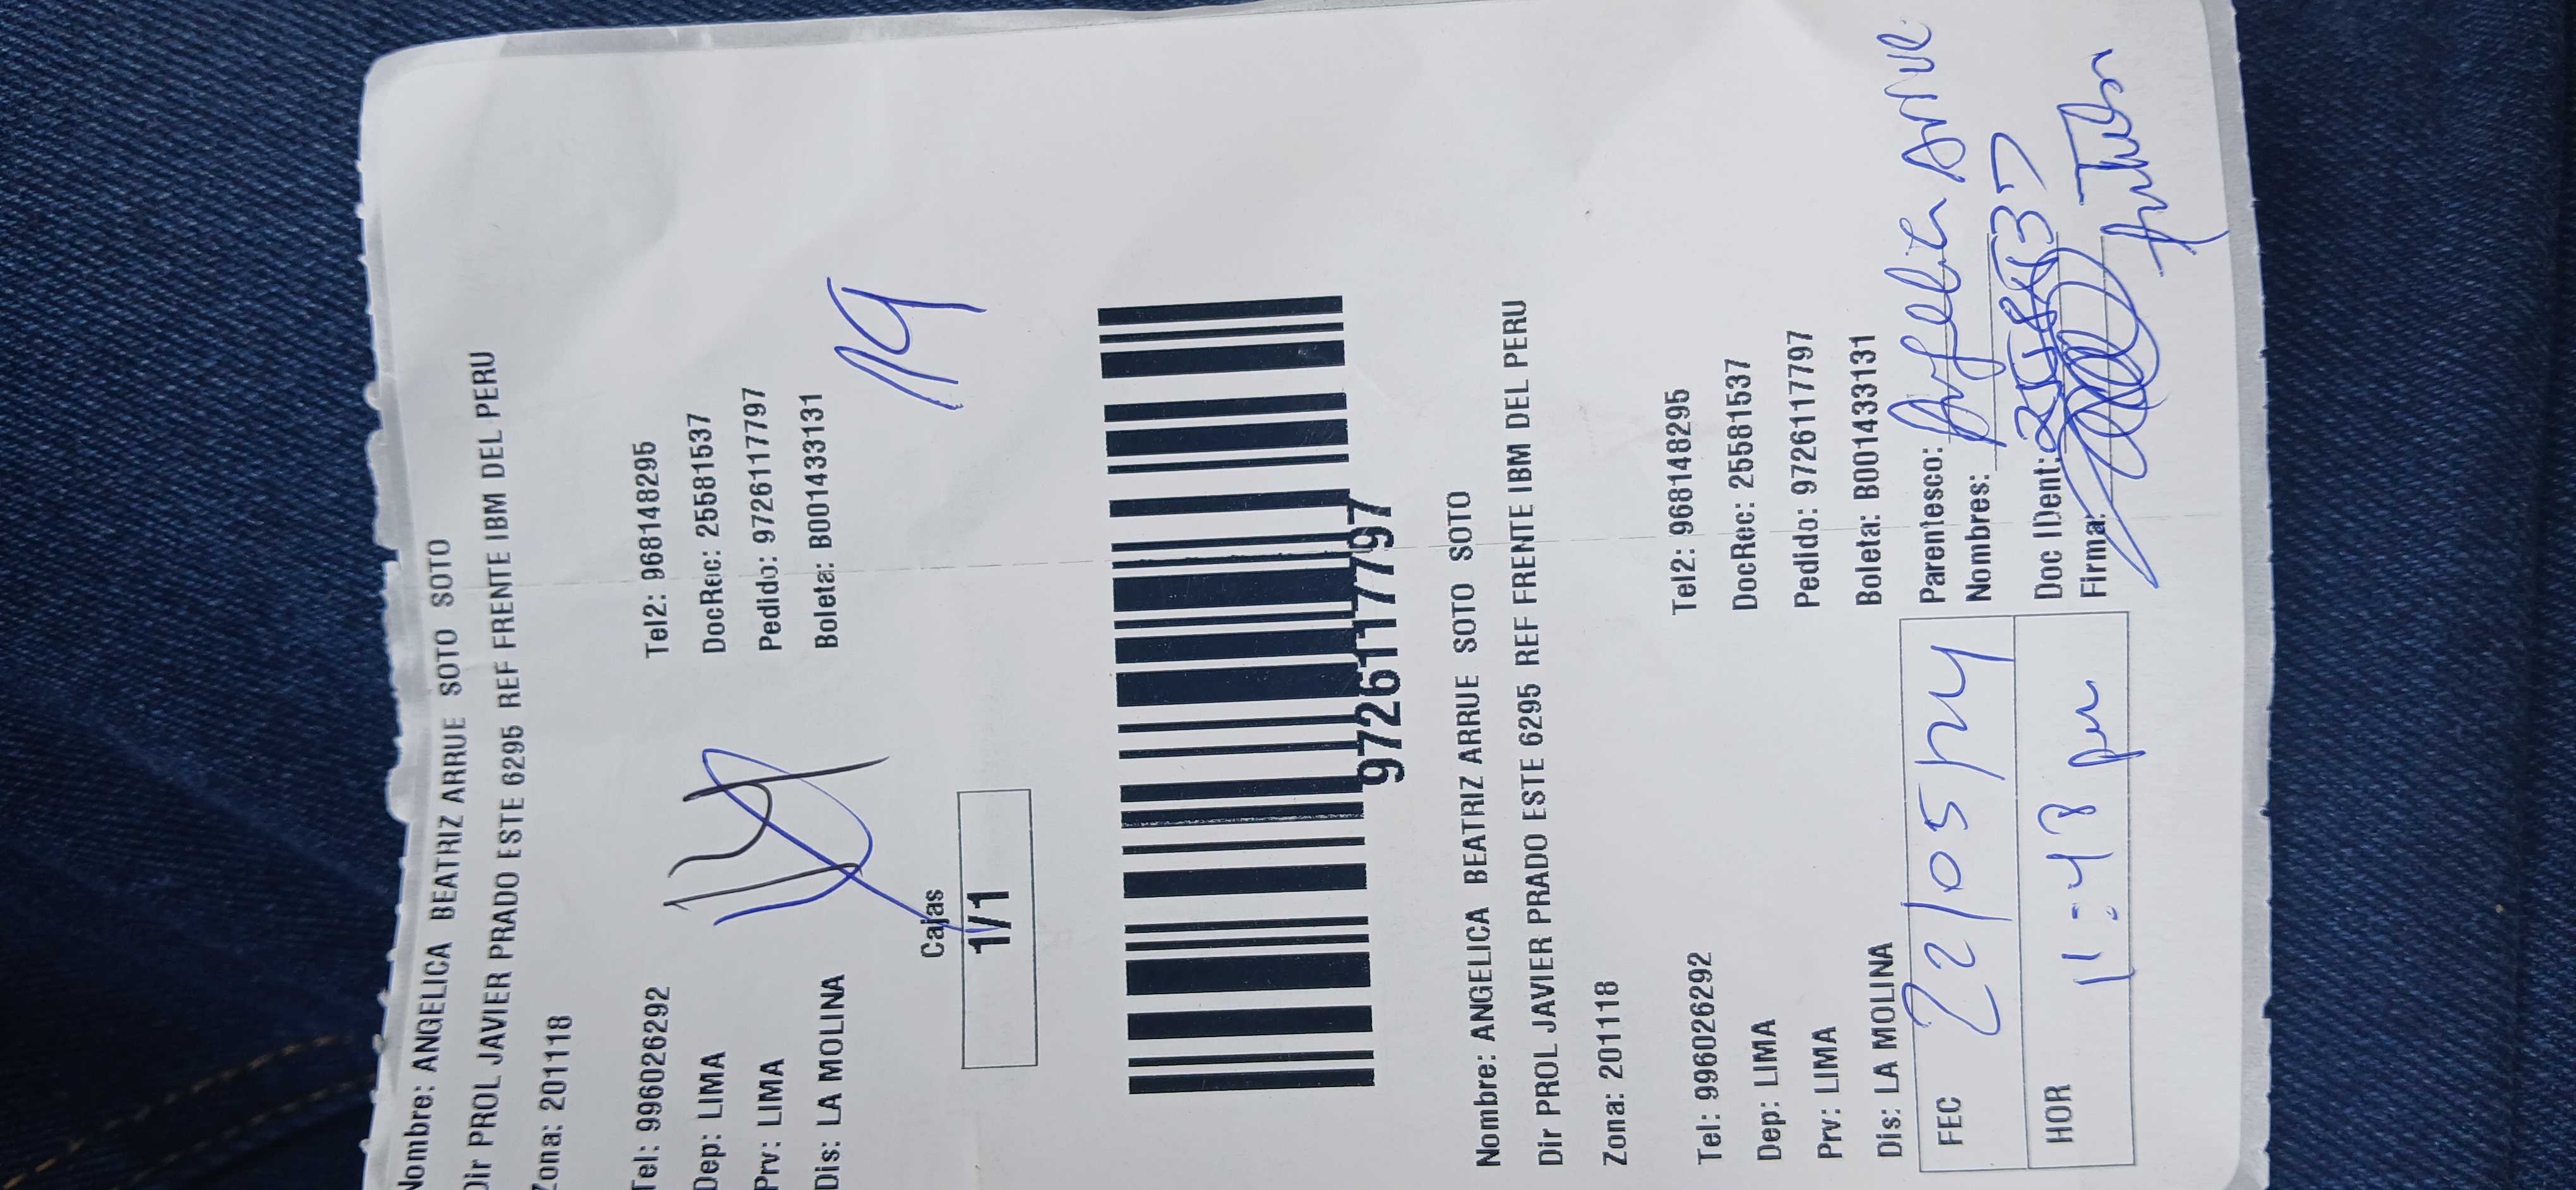 Nombre: ANGELICA BEATRIZ ARRUE SOTO SOTO
Dir PROL JAVIER PRADO ESTE 6295 REF FRENTE IBM DEL PERU
Zona: 201118
Tel: 996026292 Tel2: 968148295
Dep: LIMA DocRec: 25581537
Prv: LIMA Pedido: 9726117797
Dis: LA MOLINA Boleta: B001433131
119
Cajas
1/1
9726117797
Nombre: ANGELICA BEATRIZ ARRUE SOTO SOTO
Dir PROL JAVIER PRADO ESTE 6295 REF FRENTE IBM DEL PERU
Zona: 201118
Tel: 996026292 Tel2: 968148295
Dep: LIMA DocRec: 25581537
Prv: LIMA Pedido: 9726117797
Dis: LA MOLINA Boleta: B001433131
FEC 22/05/24 Parentesco:
Nombres: Angelica Arrue
HOR 11:48 pm Doc IDent:
Firma: